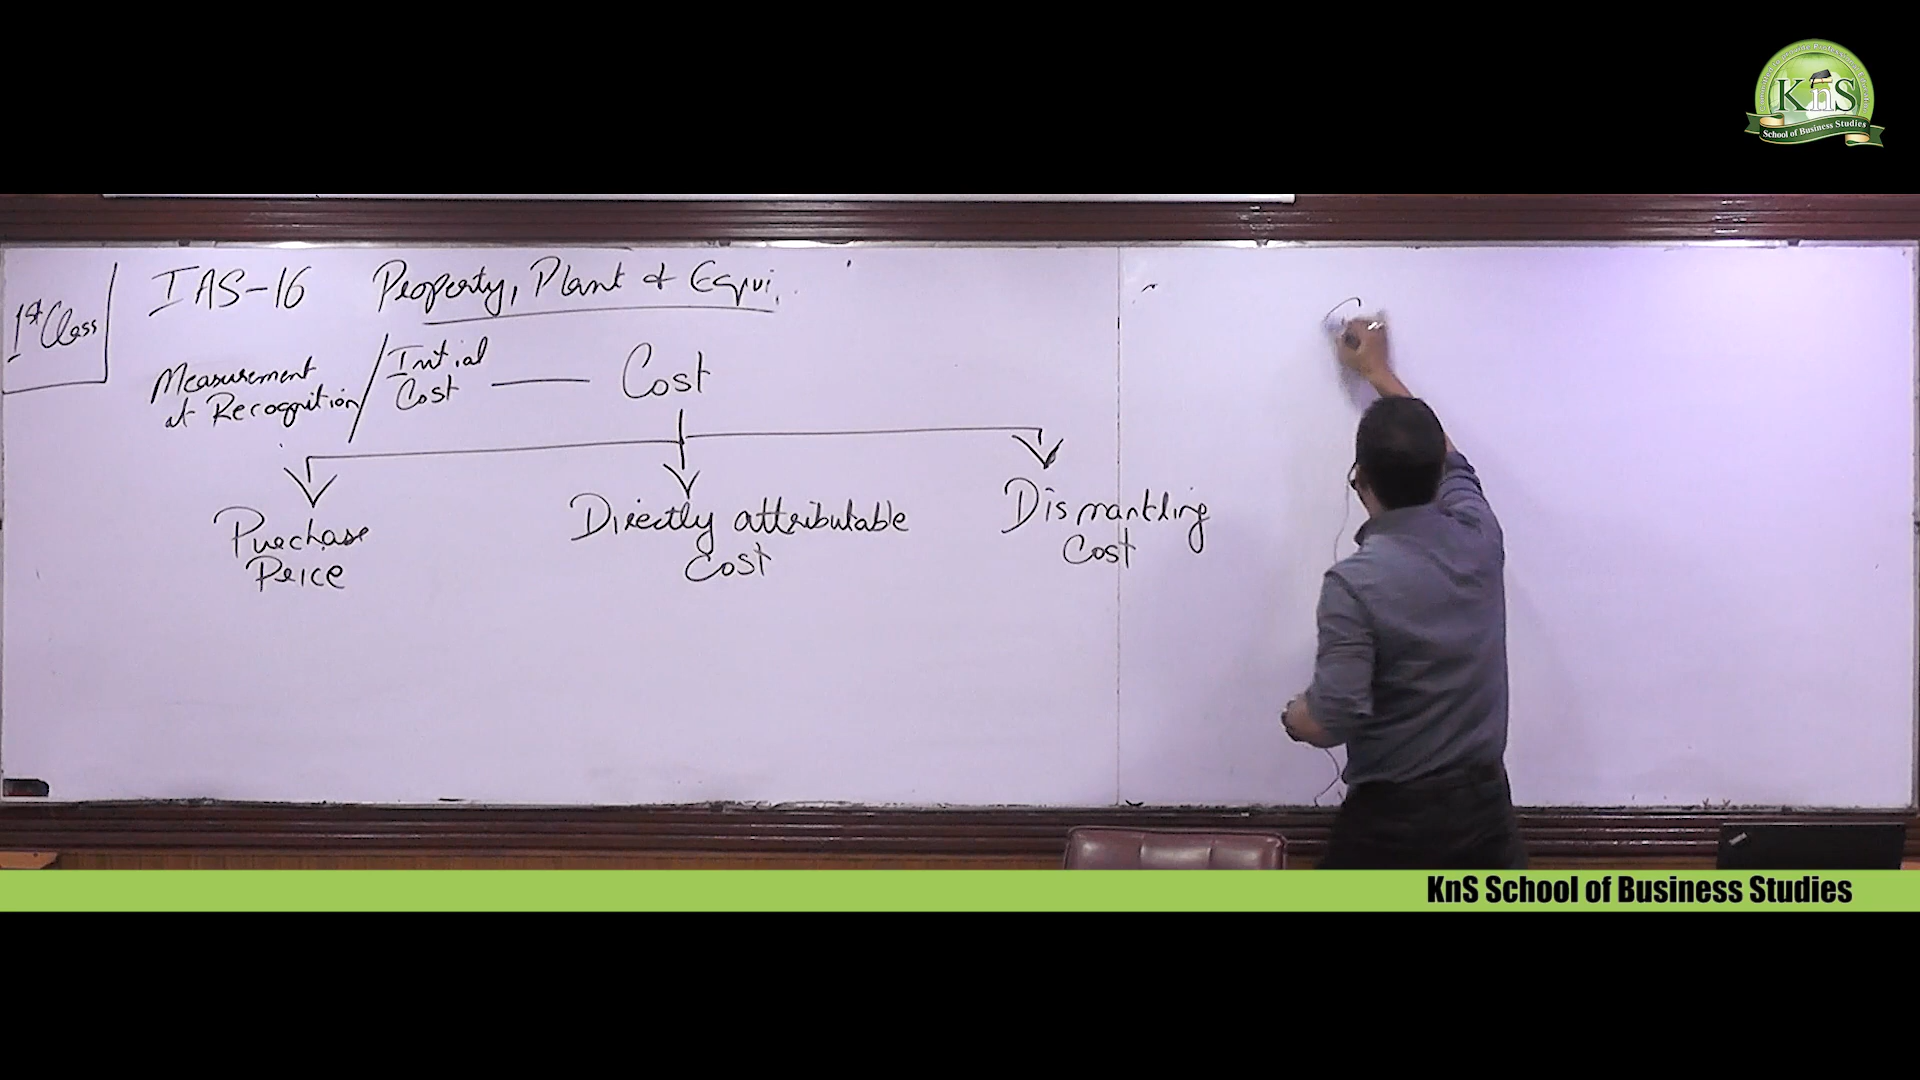 KnS
School of Business Studies
1st Class
IAS-16 Property, Plant & Equi.
Measurement
at Recognition
/ Initial
Cost
Cost
Purchase
Price
Directly attributable
cost
Dismantling
Cost
KnS School of Business Studies